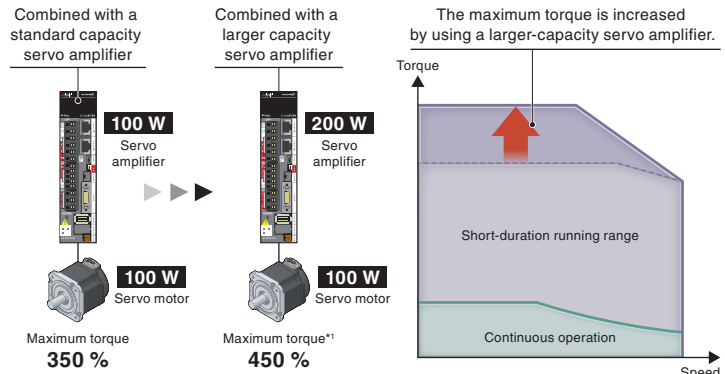 Combined with a
standard capacity
servo amplifier
100 W
Servo
amplifier
100 W
Servo motor
Maximum torque
350 %
Combined with a
larger capacity
servo amplifier
200 W
Servo
amplifier
100 W
Servo motor
Maximum torque*1
450 %
The maximum torque is increased
by using a larger-capacity servo amplifier.
Torque
Short-duration running range
Continuous operation
Speed